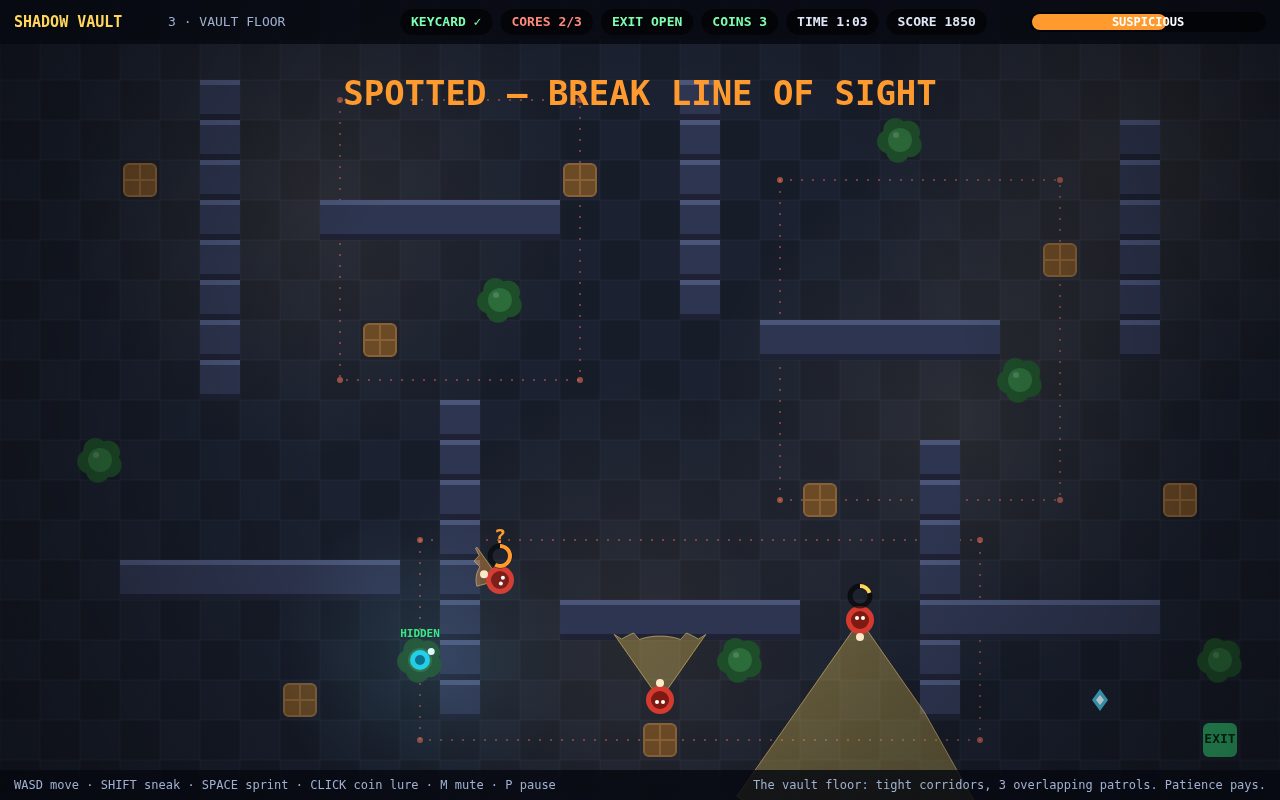 SHADOW VAULT 3 · VAULT FLOOR KEYCARD ✓ CORES 2/3 EXIT OPEN COINS 3 TIME 1:03 SCORE 1850 SUSPICIOUS
SPOTTED — BREAK LINE OF SIGHT
?
HIDDEN
EXIT
WASD move · SHIFT sneak · SPACE sprint · CLICK coin lure · M mute · P pause
The vault floor: tight corridors, 3 overlapping patrols. Patience pays.